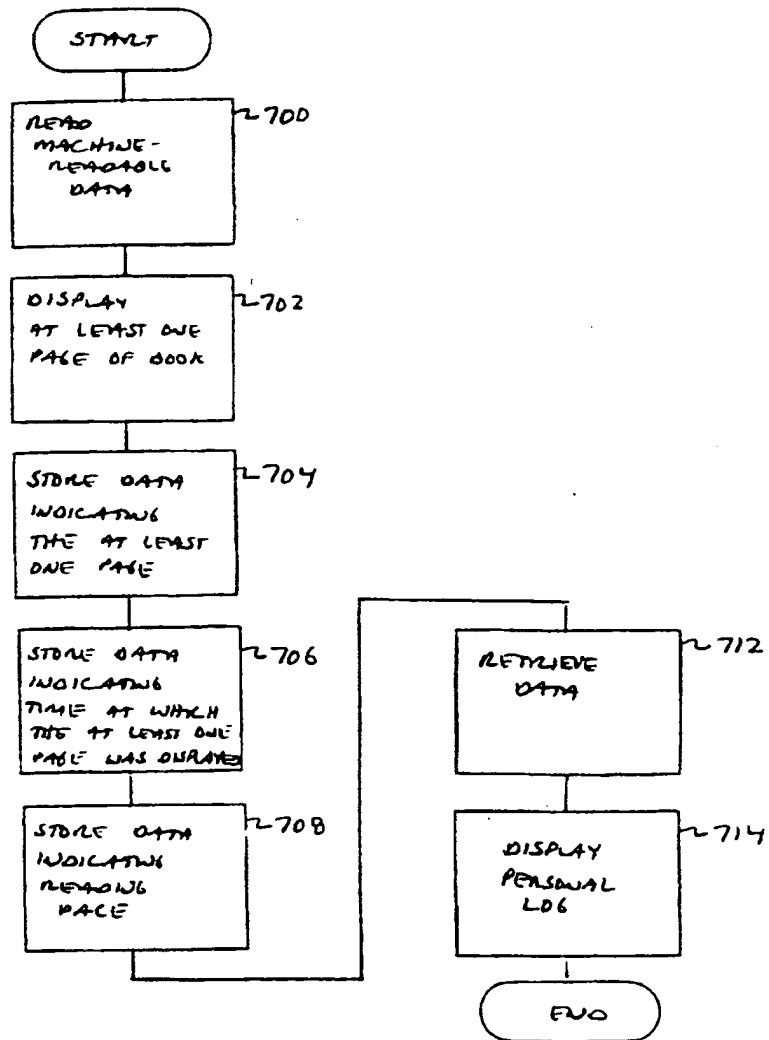 START
READ
MACHINE-
READABLE
DATA
700
DISPLAY
AT LEAST ONE
PAGE OF BOOK
702
STORE DATA
INDICATING
THE AT LEAST
ONE PAGE
704
STORE DATA
INDICATING
TIME AT WHICH
THE AT LEAST ONE
PAGE WAS DISPLAYED
706
STORE DATA
INDICATING
READING
PACE
708
RETRIEVE
DATA
712
DISPLAY
PERSONAL
LOG
714
END